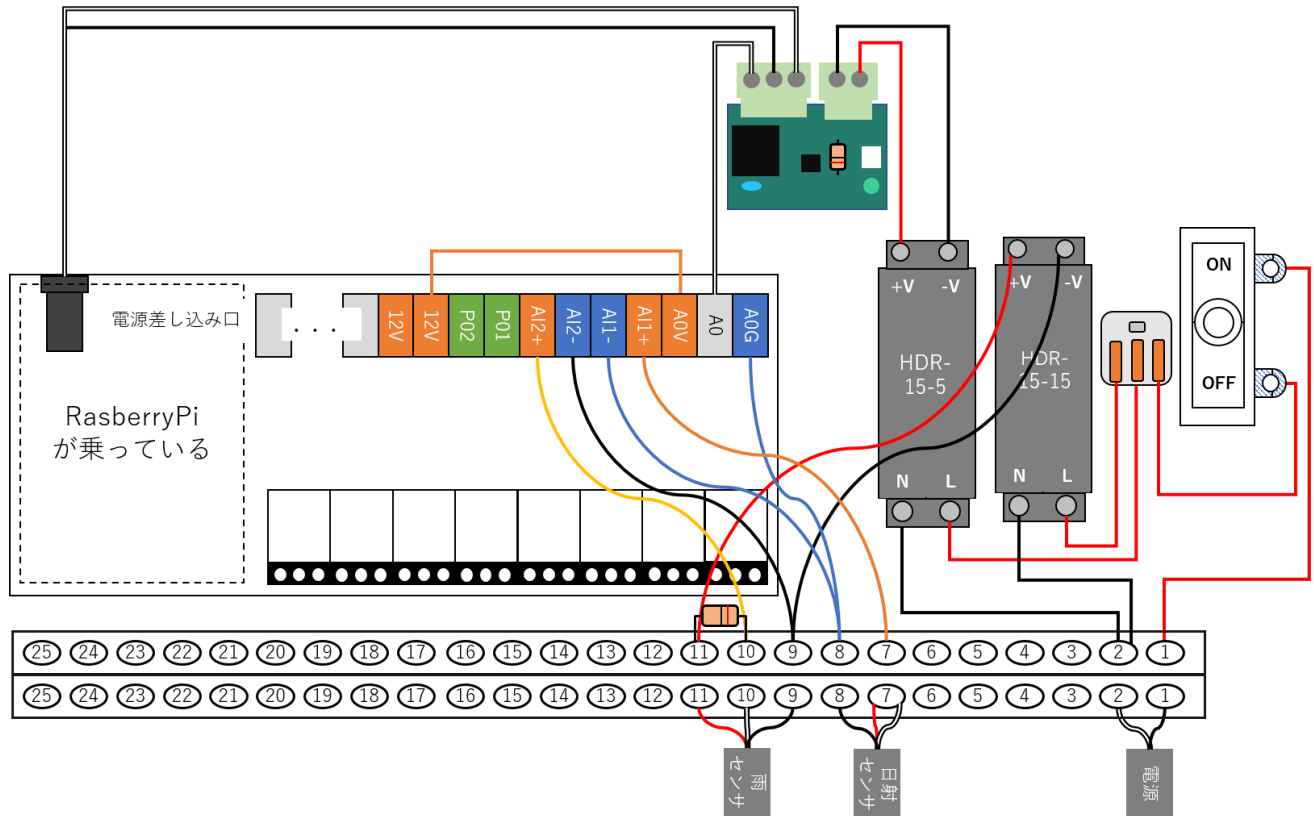 ON
+V -V
+V -V
電源差し込み口
・・・
12V 12V P02 P01 AI2+ AI2- AI1- AI1+ A0V A0 A0G
HDR-
15-5
HDR-
15-15
OFF
RasberryPi
が乗っている
N L
N L
25 24 23 22 21 20 19 18 17 16 15 14 13 12 11 10 9 8 7 6 5 4 3 2 1
25 24 23 22 21 20 19 18 17 16 15 14 13 12 11 10 9 8 7 6 5 4 3 2 1
雨
センサ
日射
センサ
電源